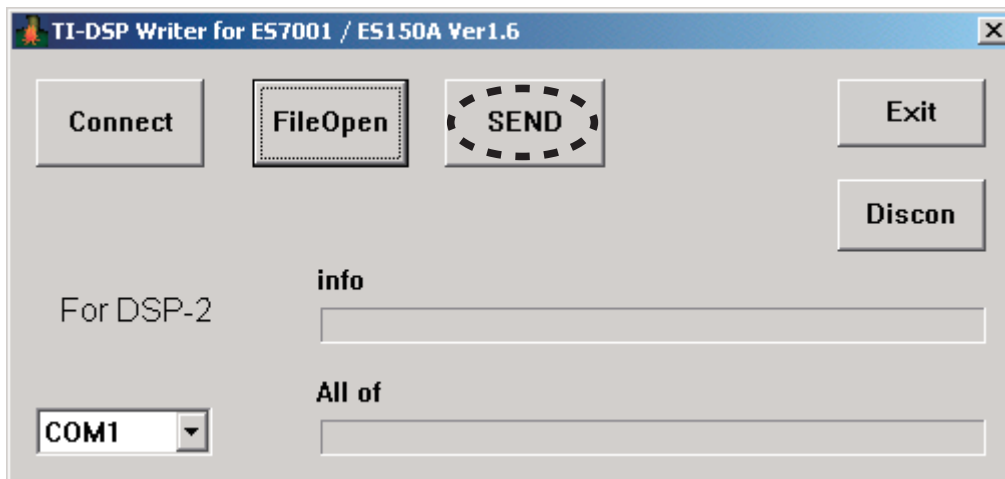 TI-DSP Writer for ES7001 / ES150A Ver1.6
Connect FileOpen SEND Exit
Discon
info
For DSP-2
All of
COM1